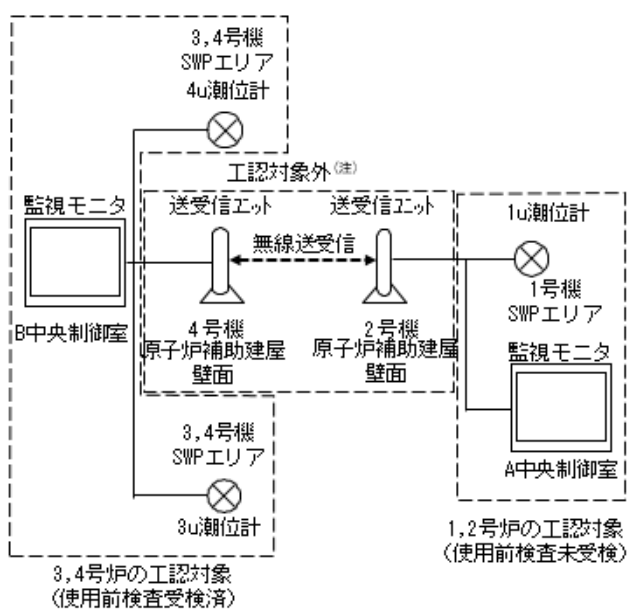 3,4号機
SWPエリア
4u潮位計
工認対象外(注)
監視モニタ
送受信ユニット
送受信ユニット
1u潮位計
無線送受信
1号機
SWPエリア
B中央制御室
4号機
原子炉補助建屋
壁面
2号機
原子炉補助建屋
壁面
監視モニタ
3,4号機
SWPエリア
A中央制御室
3u潮位計
1,2号炉の工認対象
(使用前検査未受検)
3,4号炉の工認対象
(使用前検査受検済)